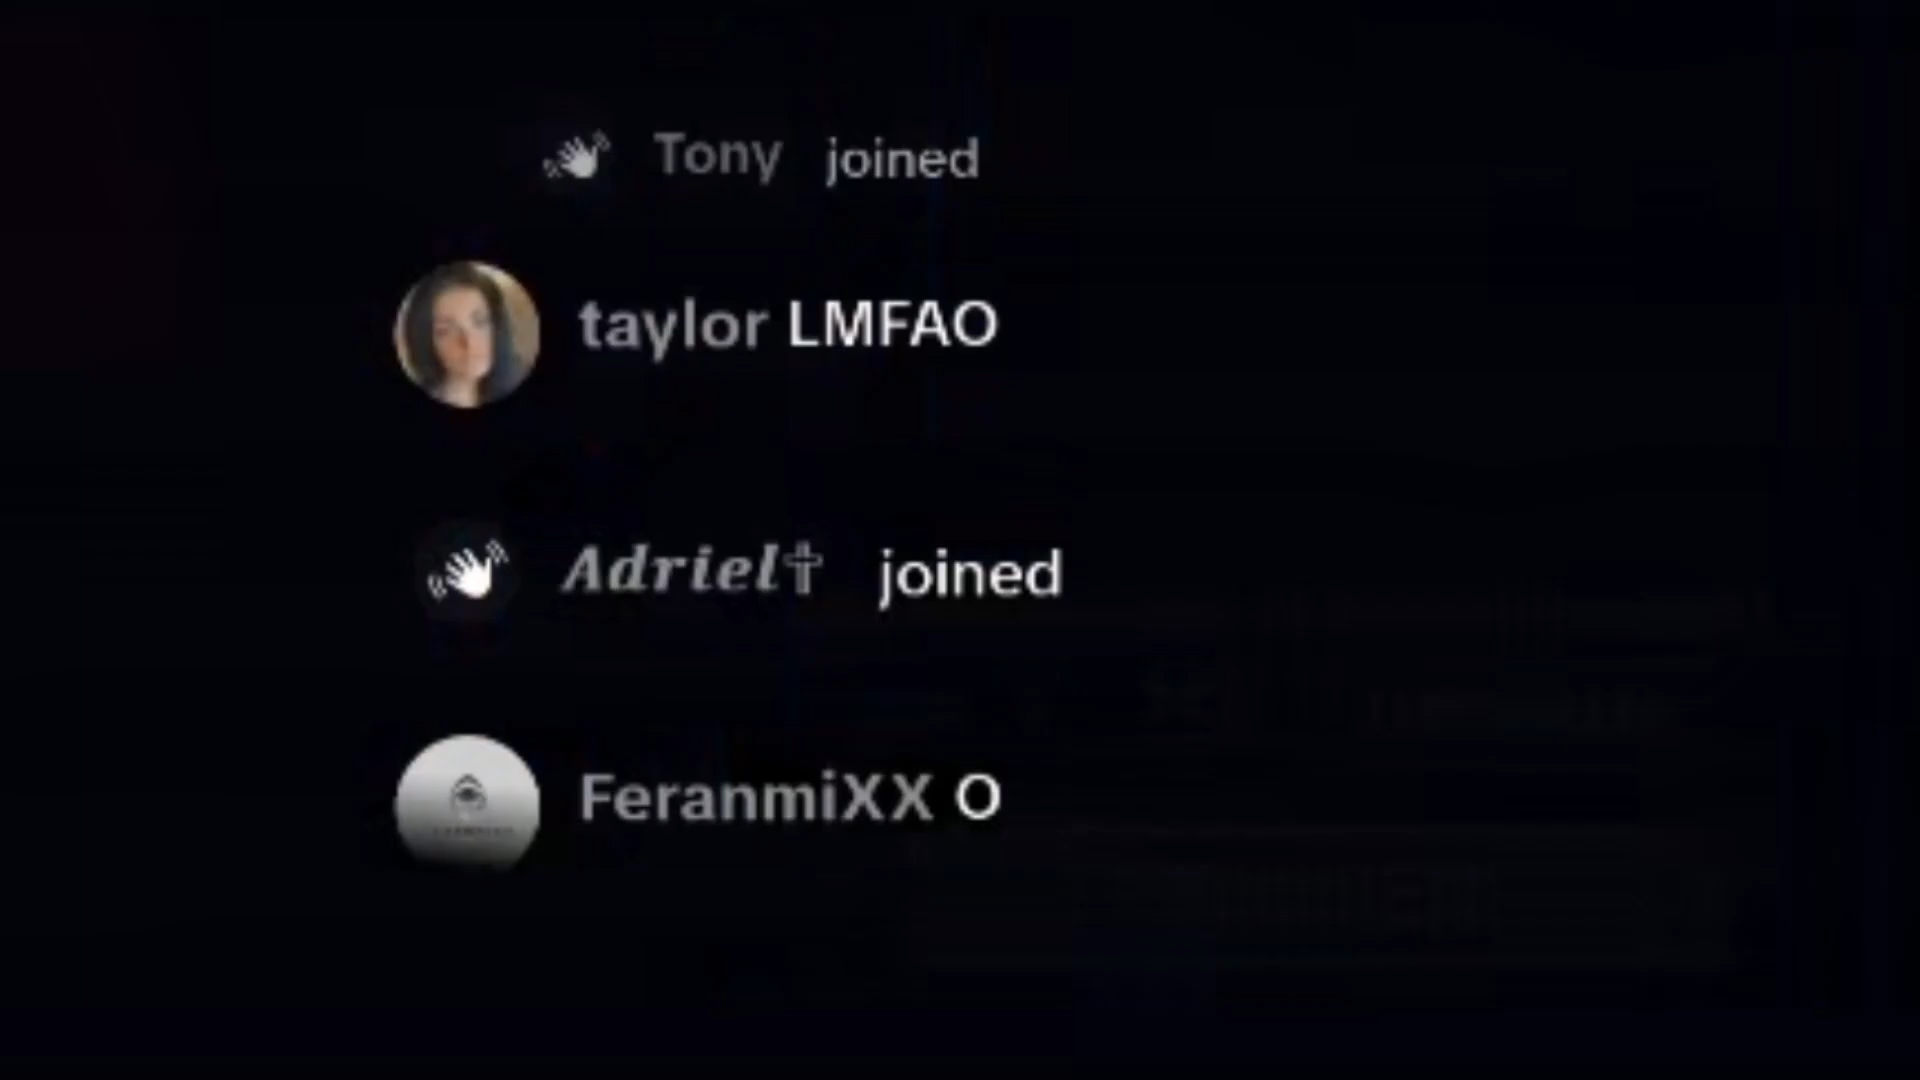 Tony joined
taylor LMFAO
Adriel✝ joined
FeranmiXX O